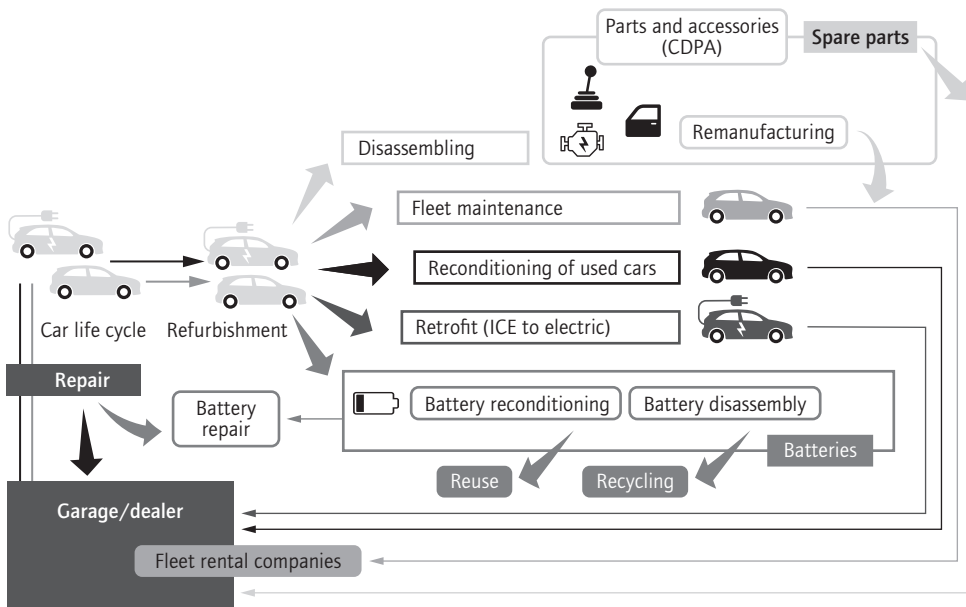 Parts and accessories
(CDPA)
Spare parts
Remanufacturing
Disassembling
Fleet maintenance
Reconditioning of used cars
Retrofit (ICE to electric)
Car life cycle
Refurbishment
Repair
Battery
repair
Battery reconditioning
Battery disassembly
Batteries
Reuse
Recycling
Garage/dealer
Fleet rental companies